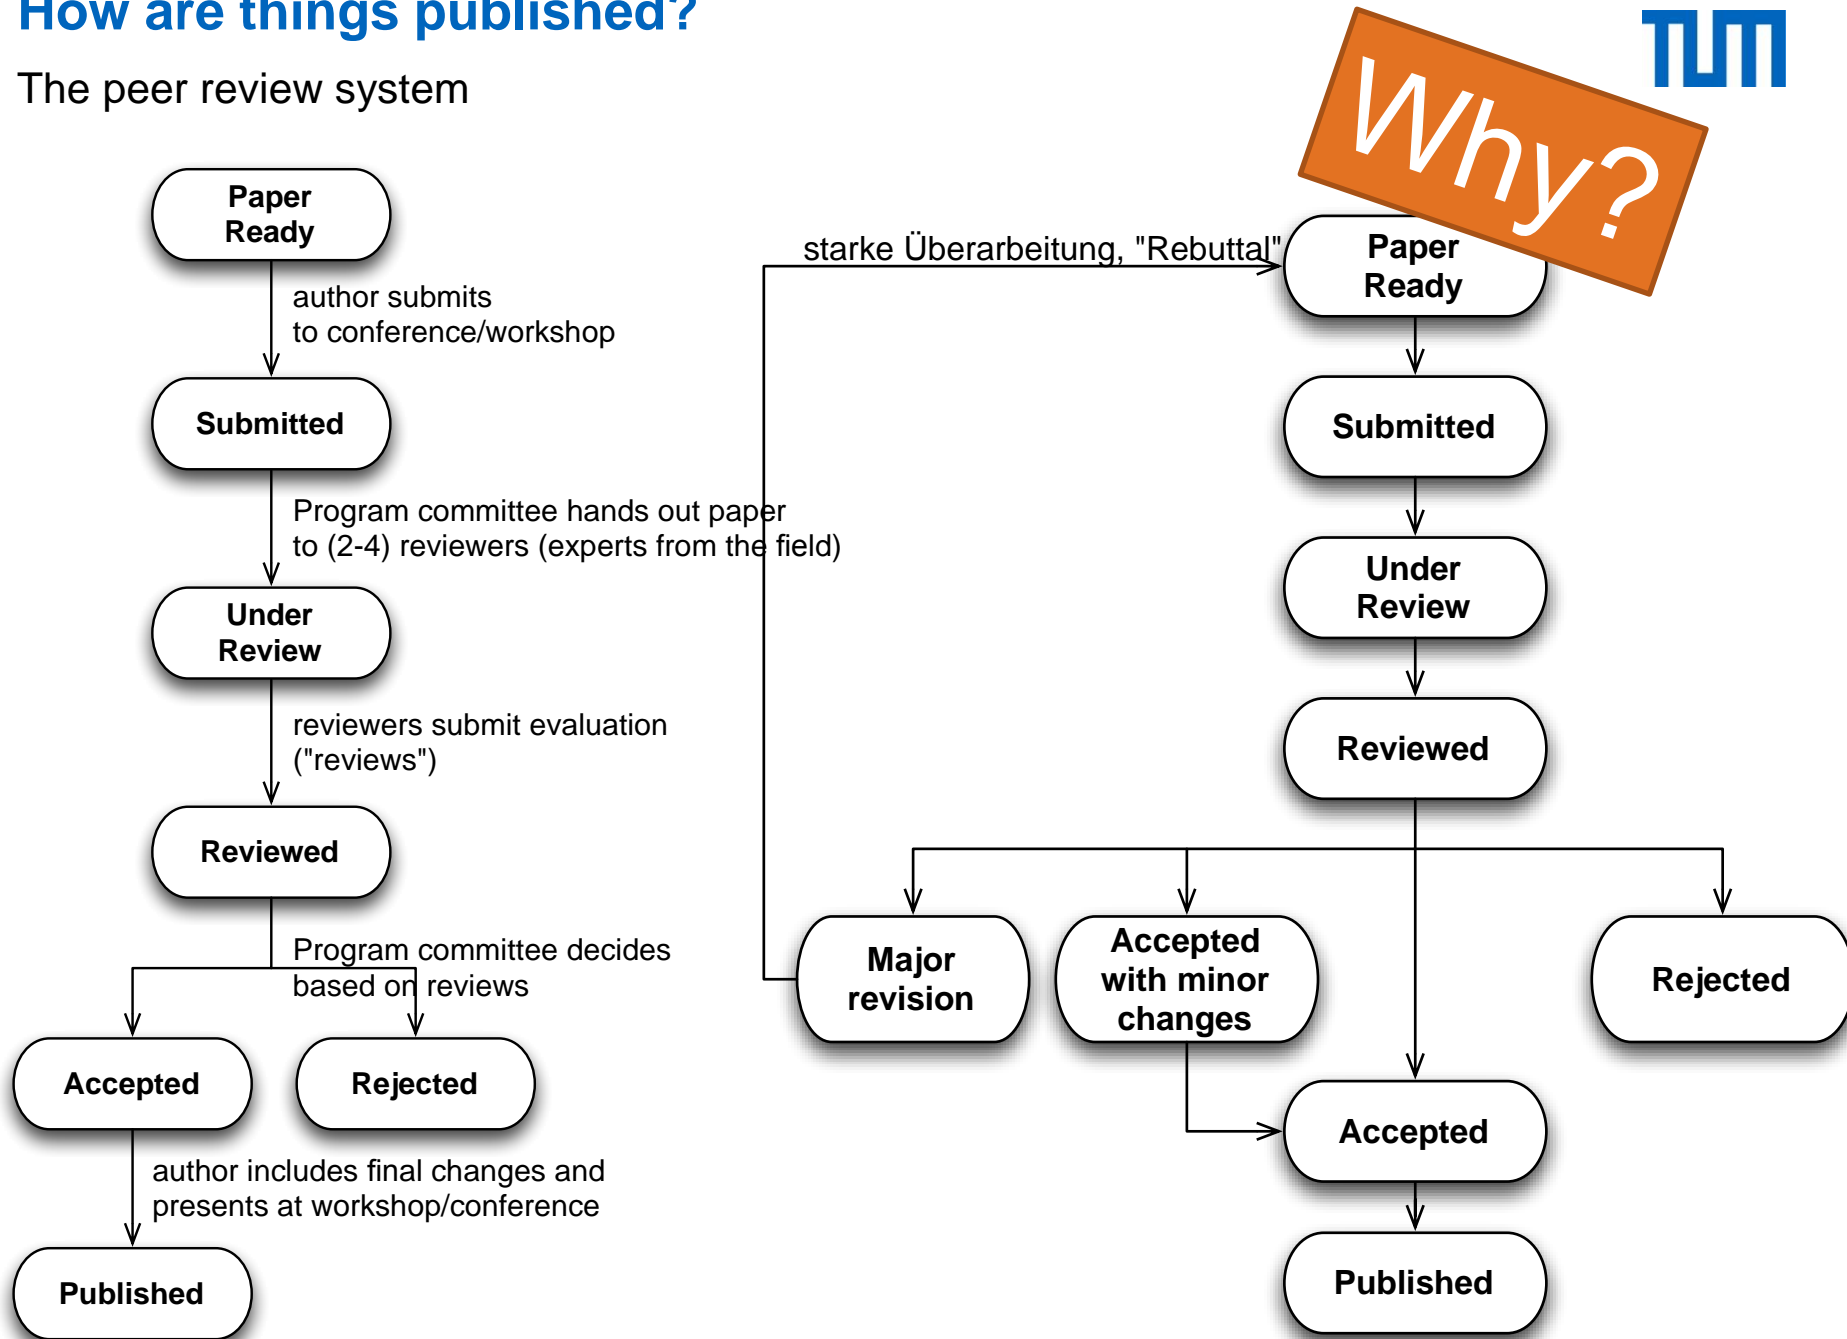 How are things published?
The peer review system
TUM
Why?
Paper
Ready
author submits
to conference/workshop
Submitted
Program committee hands out paper
to (2-4) reviewers (experts from the field)
Under
Review
reviewers submit evaluation
("reviews")
Reviewed
Program committee decides
based on reviews
Accepted
Rejected
author includes final changes and
presents at workshop/conference
Published
starke Überarbeitung, "Rebuttal"
Paper
Ready
Submitted
Under
Review
Reviewed
Major
revision
Accepted
with minor
changes
Rejected
Accepted
Published